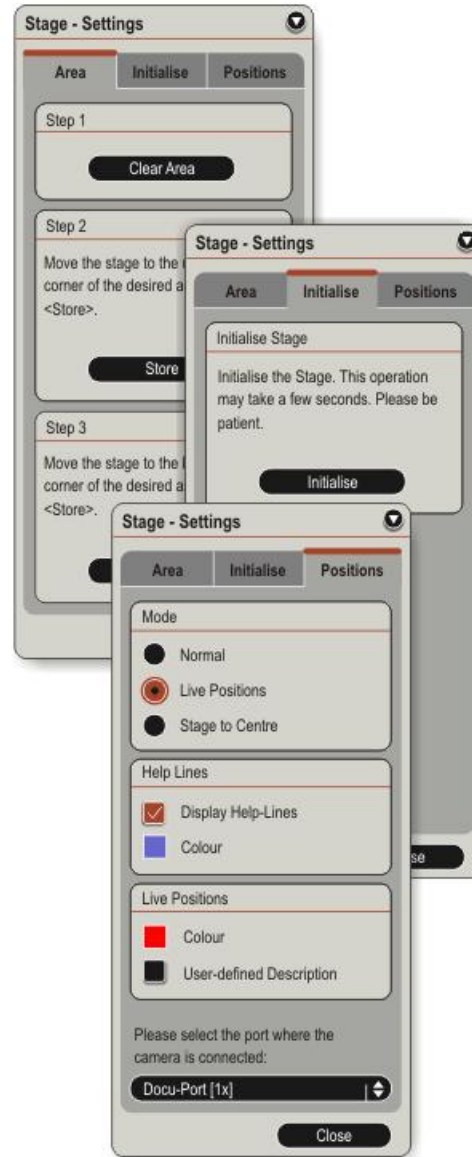 Stage - Settings
Area
Initialise
Positions
Step 1
Clear Area
Step 2
Move the stage to the
corner of the desired
<Store>.
Store
Step 3
Move the stage to the
corner of the desired
<Store>.
Stage - Settings
Area
Initialise
Positions
Initialise Stage
Initialise the Stage. This operation
may take a few seconds. Please be
patient.
Initialise
Stage - Settings
Area
Initialise
Positions
Mode
Normal
Live Positions
Stage to Centre
Help Lines
Display Help-Lines
Colour
Live Positions
Colour
User-defined Description
Please select the port where the
camera is connected:
Docu-Port [1x]
Close